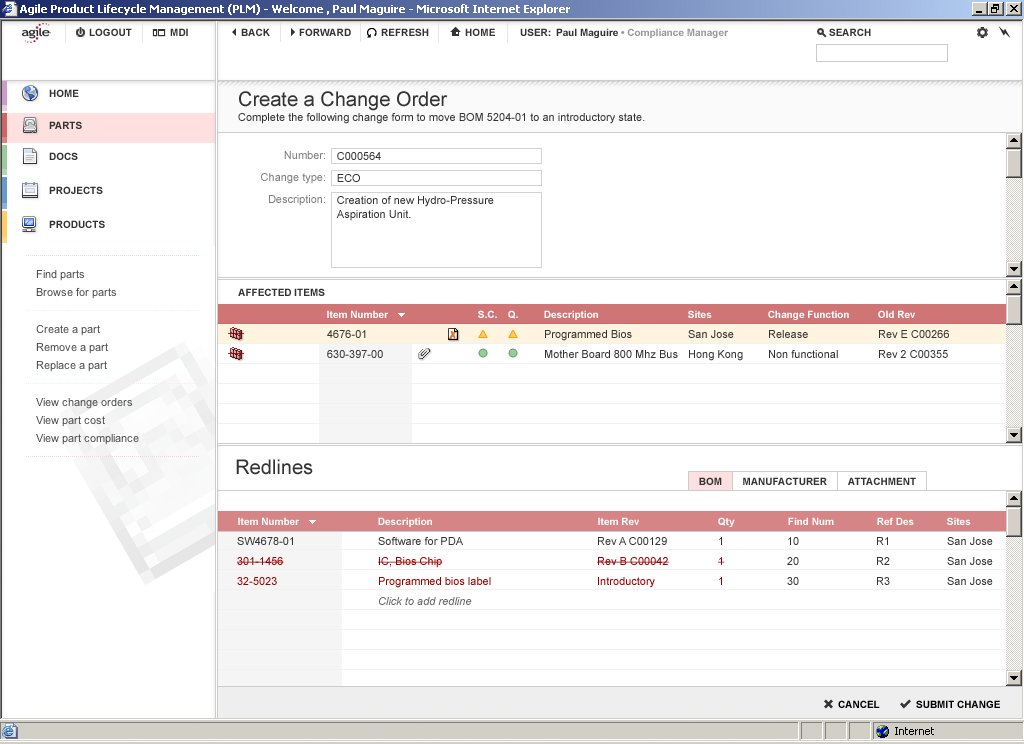 Agile Product Lifecycle Management (PLM) - Welcome , Paul Maguire - Microsoft Internet Explorer
agile LOGOUT MDI BACK FORWARD REFRESH HOME USER: Paul Maguire • Compliance Manager SEARCH
HOME
PARTS
DOCS
PROJECTS
PRODUCTS
Find parts
Browse for parts
Create a part
Remove a part
Replace a part
View change orders
View part cost
View part compliance
Create a Change Order
Complete the following change form to move BOM 5204-01 to an introductory state.
Number: C000564
Change type: ECO
Description: Creation of new Hydro-Pressure
Aspiration Unit.
AFFECTED ITEMS
Item Number S.C. Q. Description Sites Change Function Old Rev
4676-01 Programmed Bios San Jose Release Rev E C00266
630-397-00 Mother Board 800 Mhz Bus Hong Kong Non functional Rev 2 C00355
Redlines
BOM MANUFACTURER ATTACHMENT
Item Number Description Item Rev Qty Find Num Ref Des Sites
SW4678-01 Software for PDA Rev A C00129 1 10 R1 San Jose
301-1456 IC, Bios Chip Rev B C00042 1 20 R2 San Jose
32-5023 Programmed bios label Introductory 1 30 R3 San Jose
Click to add redline
CANCEL SUBMIT CHANGE
Internet